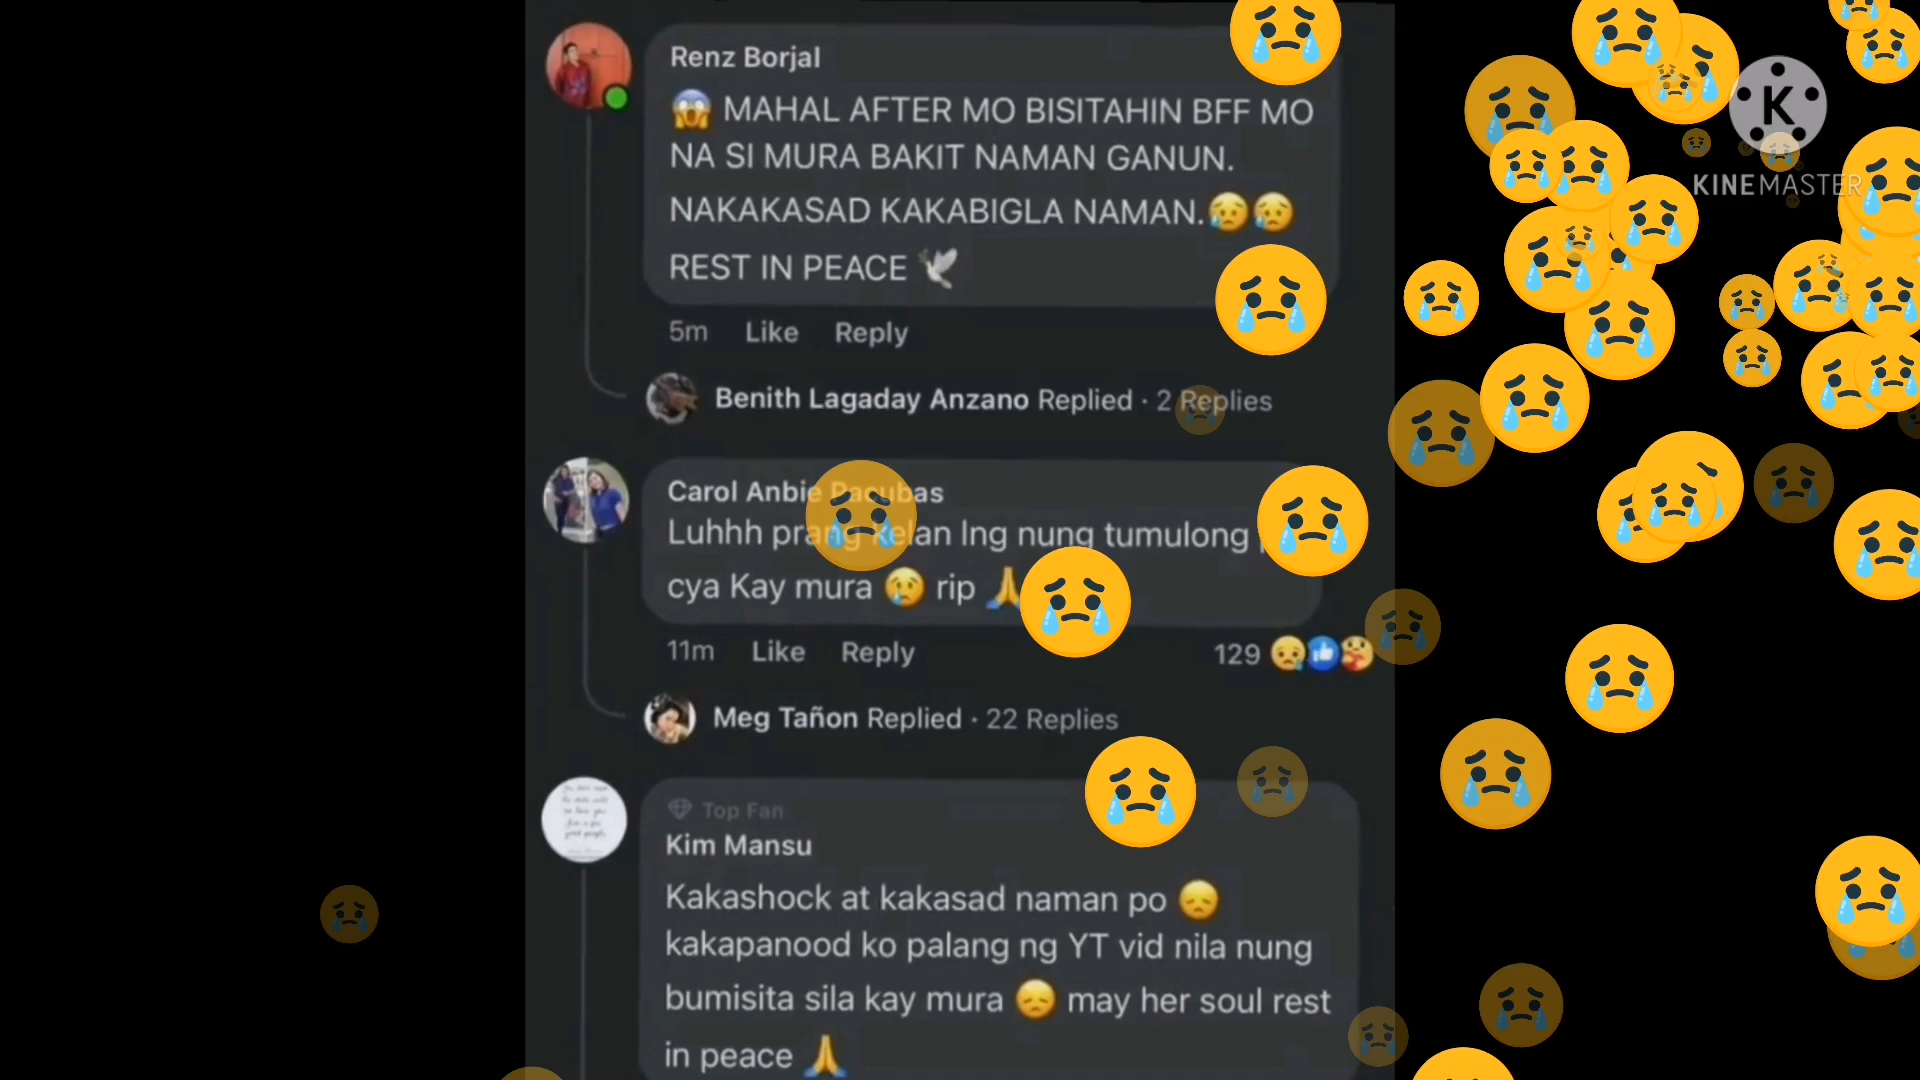 Renz Borjal
😱 MAHAL AFTER MO BISITAHIN BFF MO
NA SI MURA BAKIT NAMAN GANUN.
NAKAKASAD KAKABIGLA NAMAN.😥😥
REST IN PEACE 🕊
5m Like Reply
Benith Lagaday Anzano Replied · 2 Replies
Carol Anbie Pacubas
Luhhh prang kelan lng nung tumulong
cya Kay mura 😢 rip 🙏
11m Like Reply 129
Meg Tañon Replied · 22 Replies
Top Fan
Kim Mansu
Kakashock at kakasad naman po 😞
kakapanood ko palang ng YT vid nila nung
bumisita sila kay mura 😞 may her soul rest
in peace 🙏
KINEMASTER